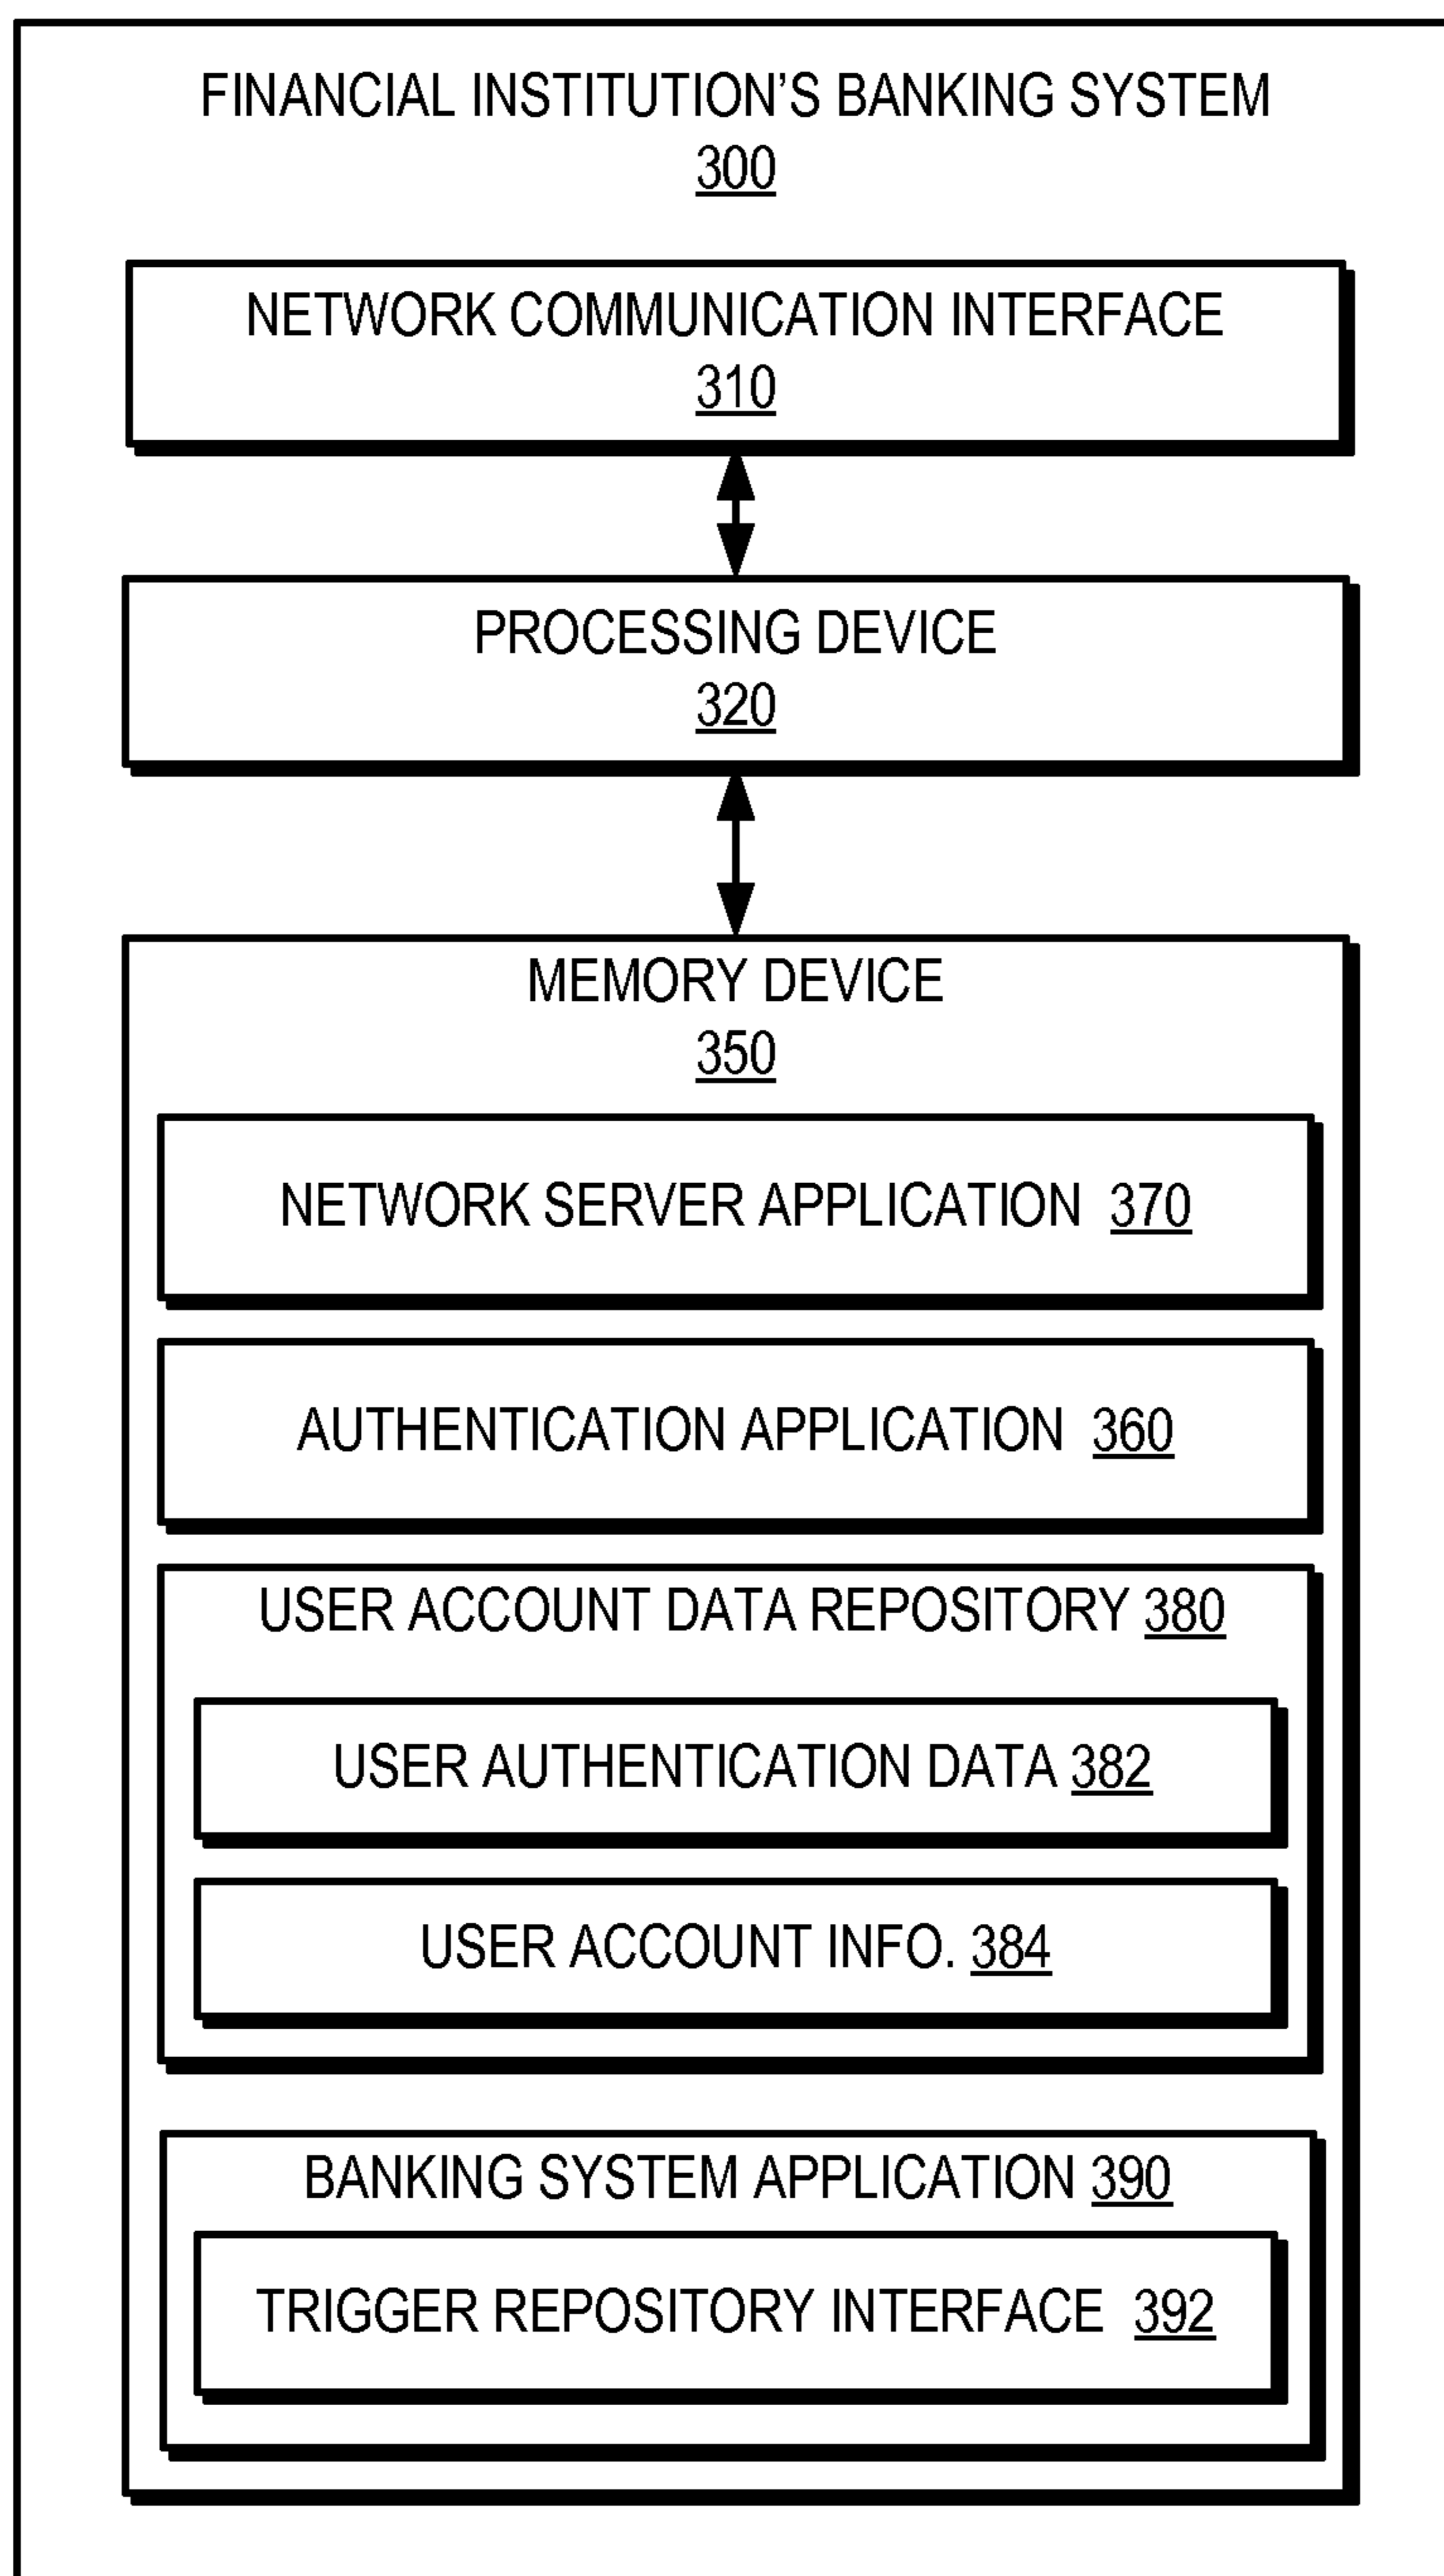 FINANCIAL INSTITUTION’S BANKING SYSTEM
300
NETWORK COMMUNICATION INTERFACE
310
PROCESSING DEVICE
320
MEMORY DEVICE
350
NETWORK SERVER APPLICATION 370
AUTHENTICATION APPLICATION 360
USER ACCOUNT DATA REPOSITORY 380
USER AUTHENTICATION DATA 382
USER ACCOUNT INFO. 384
BANKING SYSTEM APPLICATION 390
TRIGGER REPOSITORY INTERFACE 392